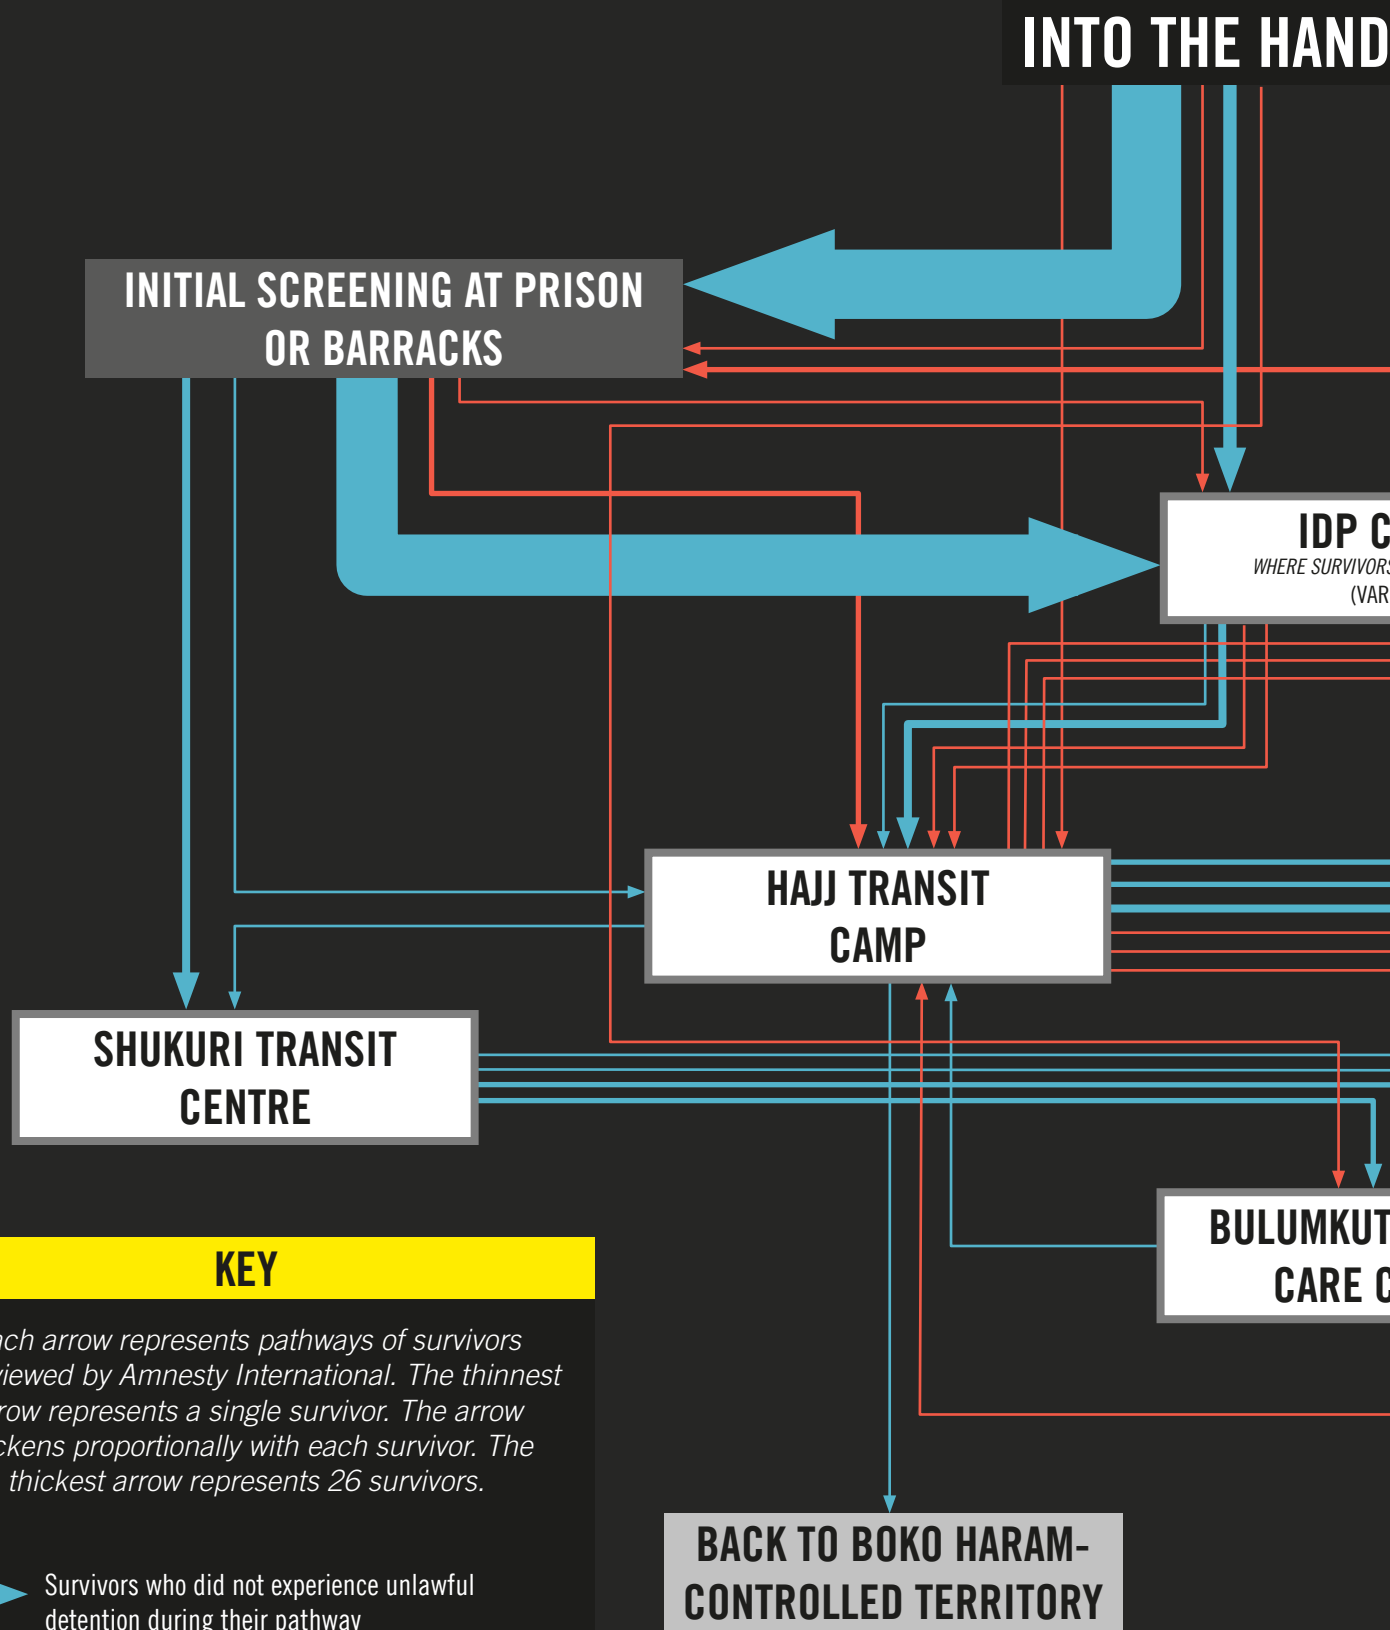 INTO THE HAND
INITIAL SCREENING AT PRISON
OR BARRACKS
IDP C
WHERE SURVIVORS
(VAR
HAJJ TRANSIT
CAMP
SHUKURI TRANSIT
CENTRE
BULUMKUT
CARE C
KEY
ach arrow represents pathways of survivors
viewed by Amnesty International. The thinnest
row represents a single survivor. The arrow
ckens proportionally with each survivor. The
thickest arrow represents 26 survivors.
Survivors who did not experience unlawful
detention during their pathway
BACK TO BOKO HARAM-
CONTROLLED TERRITORY